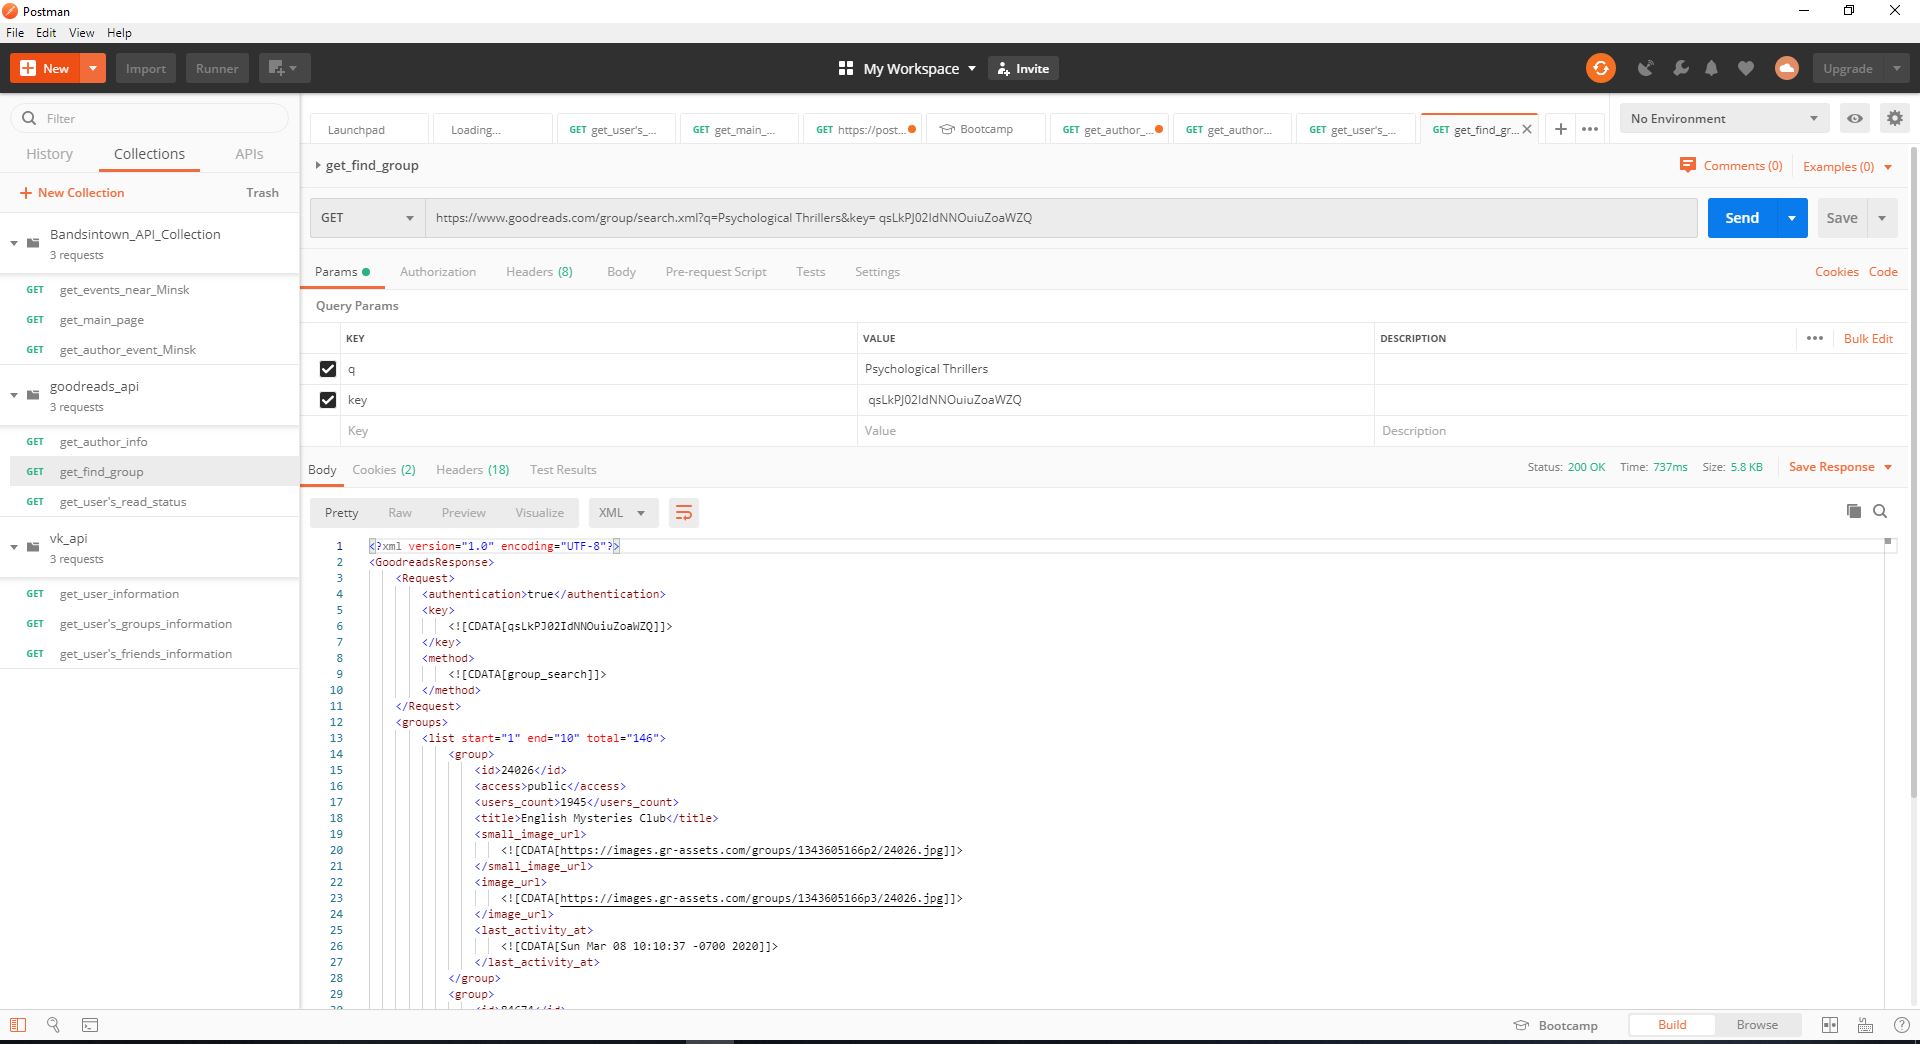 Postman
File Edit View Help
New Import Runner My Workspace Invite Upgrade
Filter
History Collections APIs
New Collection Trash
Bandsintown_API_Collection
3 requests
GET get_events_near_Minsk
GET get_main_page
GET get_author_event_Minsk
goodreads_api
3 requests
GET get_author_info
GET get_find_group
GET get_user's_read_status
vk_api
3 requests
GET get_user_information
GET get_user's_groups_information
GET get_user's_friends_information
Launchpad Loading... GET get_user's_... GET get_main_... GET https://post... Bootcamp GET get_author_... GET get_author... GET get_user's_... GET get_find_gr... No Environment
get_find_group Comments (0) Examples (0)
GET https://www.goodreads.com/group/search.xml?q=Psychological Thrillers&key= qsLkPJ02IdNNOuiuZoaWZQ Send Save
Params Authorization Headers (8) Body Pre-request Script Tests Settings Cookies Code
Query Params
KEY VALUE DESCRIPTION Bulk Edit
q Psychological Thrillers
key qsLkPJ02IdNNOuiuZoaWZQ
Key Value Description
Body Cookies (2) Headers (18) Test Results Status: 200 OK Time: 737ms Size: 5.8 KB Save Response
Pretty Raw Preview Visualize XML
1 <?xml version="1.0" encoding="UTF-8"?>
2 <GoodreadsResponse>
3 <Request>
4 <authentication>true</authentication>
5 <key>
6 <![CDATA[qsLkPJ02IdNNOuiuZoaWZQ]]>
7 </key>
8 <method>
9 <![CDATA[group_search]]>
10 </method>
11 </Request>
12 <groups>
13 <list start="1" end="10" total="146">
14 <group>
15 <id>24026</id>
16 <access>public</access>
17 <users_count>1945</users_count>
18 <title>English Mysteries Club</title>
19 <small_image_url>
20 <![CDATA[https://images.gr-assets.com/groups/1343605166p2/24026.jpg]]>
21 </small_image_url>
22 <image_url>
23 <![CDATA[https://images.gr-assets.com/groups/1343605166p3/24026.jpg]]>
24 </image_url>
25 <last_activity_at>
26 <![CDATA[Sun Mar 08 10:10:37 -0700 2020]]>
27 </last_activity_at>
28 </group>
29 <group>
Bootcamp Build Browse